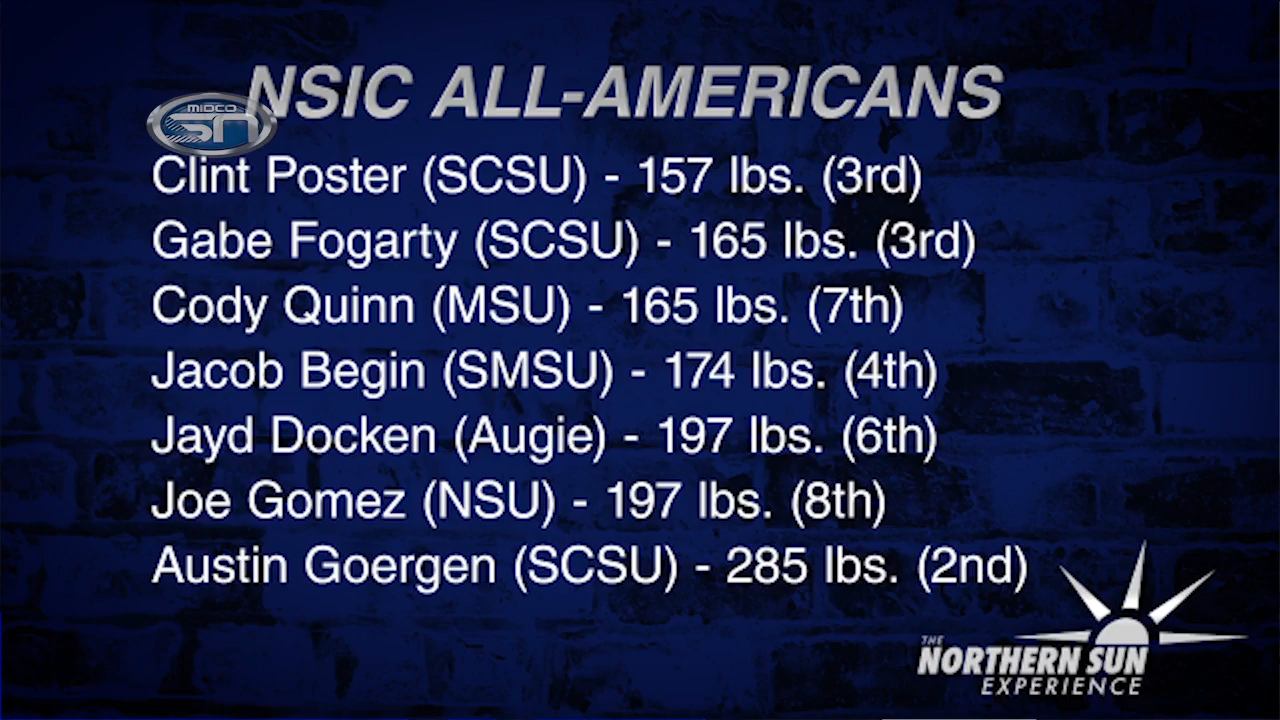 NSIC ALL-AMERICANS
MIDCO
SN
Clint Poster (SCSU) - 157 lbs. (3rd)
Gabe Fogarty (SCSU) - 165 lbs. (3rd)
Cody Quinn (MSU) - 165 lbs. (7th)
Jacob Begin (SMSU) - 174 lbs. (4th)
Jayd Docken (Augie) - 197 lbs. (6th)
Joe Gomez (NSU) - 197 lbs. (8th)
Austin Goergen (SCSU) - 285 lbs. (2nd)
THE
NORTHERN SUN
EXPERIENCE